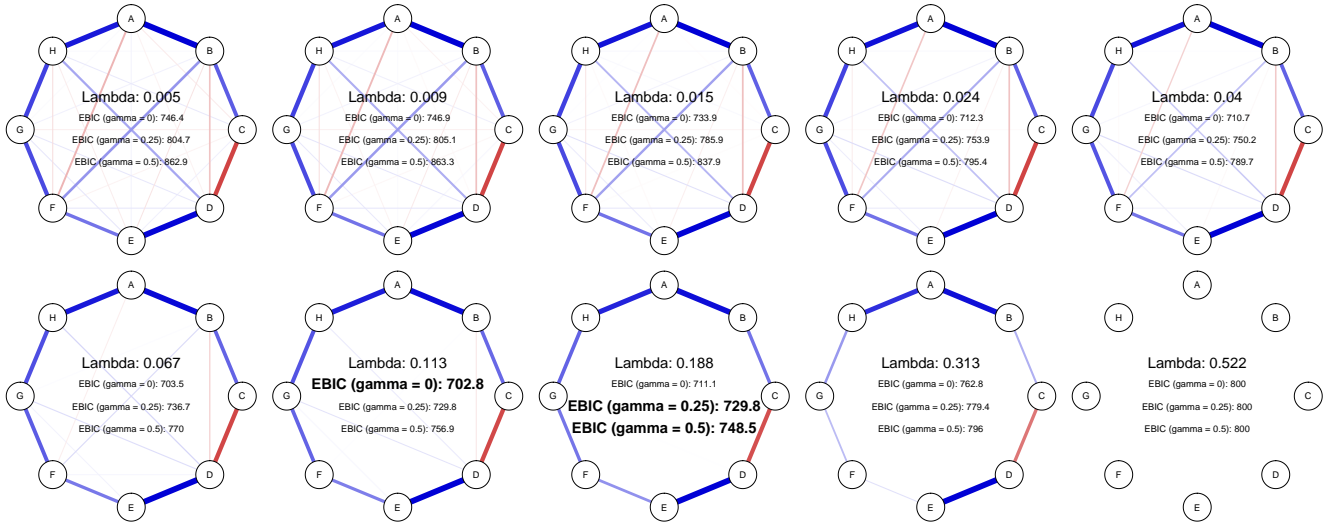 A
H
B
Lambda: 0.005
EBIC (gamma = 0): 746.4
G
C
EBIC (gamma = 0.25): 804.7
EBIC (gamma = 0.5): 862.9
F
D
E
A
H
B
Lambda: 0.009
EBIC (gamma = 0): 746.9
G
C
EBIC (gamma = 0.25): 805.1
EBIC (gamma = 0.5): 863.3
F
D
E
A
H
B
Lambda: 0.015
EBIC (gamma = 0): 733.9
G
C
EBIC (gamma = 0.25): 785.9
EBIC (gamma = 0.5): 837.9
F
D
E
A
H
B
Lambda: 0.024
EBIC (gamma = 0): 712.3
G
C
EBIC (gamma = 0.25): 753.9
EBIC (gamma = 0.5): 795.4
F
D
E
A
H
B
Lambda: 0.04
EBIC (gamma = 0): 710.7
G
C
EBIC (gamma = 0.25): 750.2
EBIC (gamma = 0.5): 789.7
F
D
E
A
H
B
Lambda: 0.067
EBIC (gamma = 0): 703.5
G
C
EBIC (gamma = 0.25): 736.7
EBIC (gamma = 0.5): 770
F
D
E
A
H
B
Lambda: 0.113
EBIC (gamma = 0): 702.8
G
C
EBIC (gamma = 0.25): 729.8
EBIC (gamma = 0.5): 756.9
F
D
E
A
H
B
Lambda: 0.188
EBIC (gamma = 0): 711.1
G
C
EBIC (gamma = 0.25): 729.8
EBIC (gamma = 0.5): 748.5
F
D
E
A
H
B
Lambda: 0.313
EBIC (gamma = 0): 762.8
G
C
EBIC (gamma = 0.25): 779.4
EBIC (gamma = 0.5): 796
F
D
E
A
H
B
Lambda: 0.522
EBIC (gamma = 0): 800
G
C
EBIC (gamma = 0.25): 800
EBIC (gamma = 0.5): 800
F
D
E